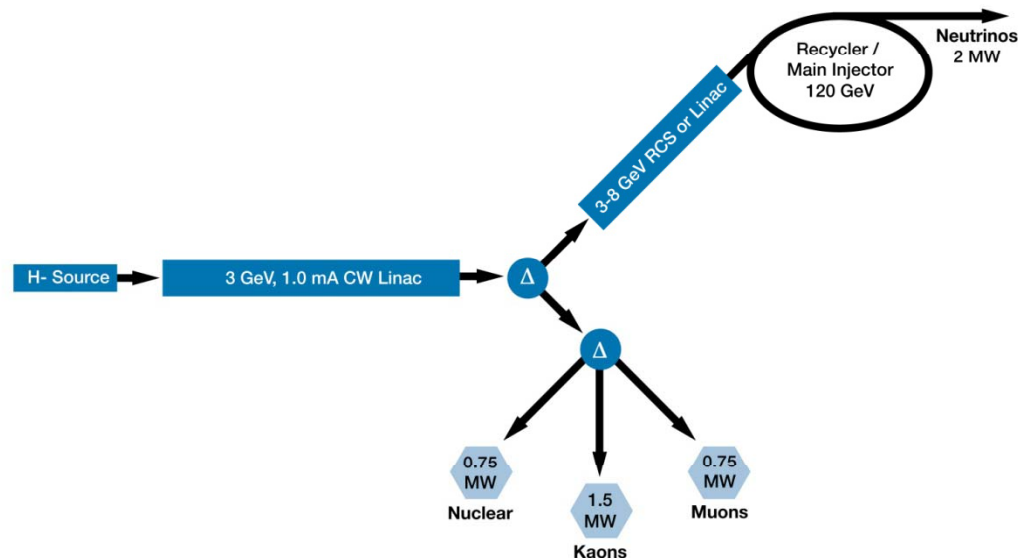 Neutrinos
2 MW
Recycler /
Main Injector
120 GeV
3-8 GeV RCS or Linac
H- Source
3 GeV, 1.0 mA CW Linac
Δ
Δ
0.75
MW
Nuclear
1.5
MW
Kaons
0.75
MW
Muons